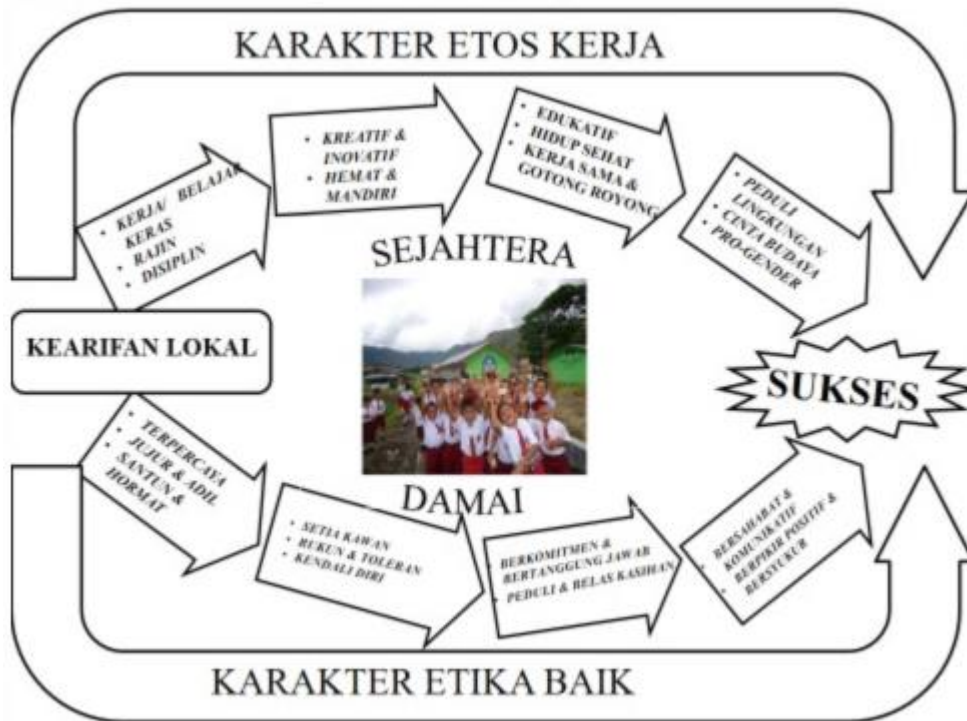 KARAKTER ETOS KERJA
KERJA/ BELAJAR
KERAS
RAJIN
DISIPLIN
KREATIF &
INOVATIF
HEMAT &
MANDIRI
EDUKATIF
HIDUP SEHAT
KERJA SAMA &
GOTONG ROYONG
PEDULI
LINGKUNGAN
CINTA BUDAYA
PRO-GENDER
SEJAHTERA
KEARIFAN LOKAL
SUKSES
DAMAI
TERPERCAYA
JUJUR & ADIL
SANTUN &
HORMAT
SETIA KAWAN
RUKUN & TOLERAN
KENDALI DIRI
BERKOMITMEN &
BERTANGGUNG JAWAB
PEDULI & BELAS KASIHAN
BERSAHABAT &
KOMUNIKATIF
BERPIKIR POSITIF &
BERSYUKUR
KARAKTER ETIKA BAIK